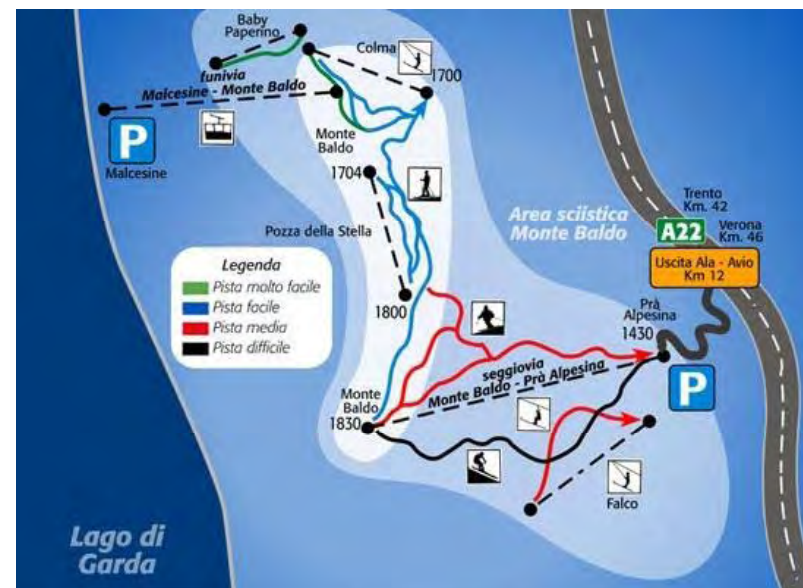 Baby
Paperino
Colma
1700
funivia
Malcesine - Monte Baldo
P
Malcesine
Monte
Baldo
1704
Pozza della Stella
Area sciistica
Monte Baldo
Trento
Km. 42
A22
Verona
Km. 46
Uscita Ala - Avio
Km 12
Legenda
Pista molto facile
Pista facile
Pista media
Pista difficile
1800
Prà
Alpesina
1430
seggiovia
Monte Baldo - Prà Alpesina
P
Monte
Baldo
1830
Falco
Lago di
Garda